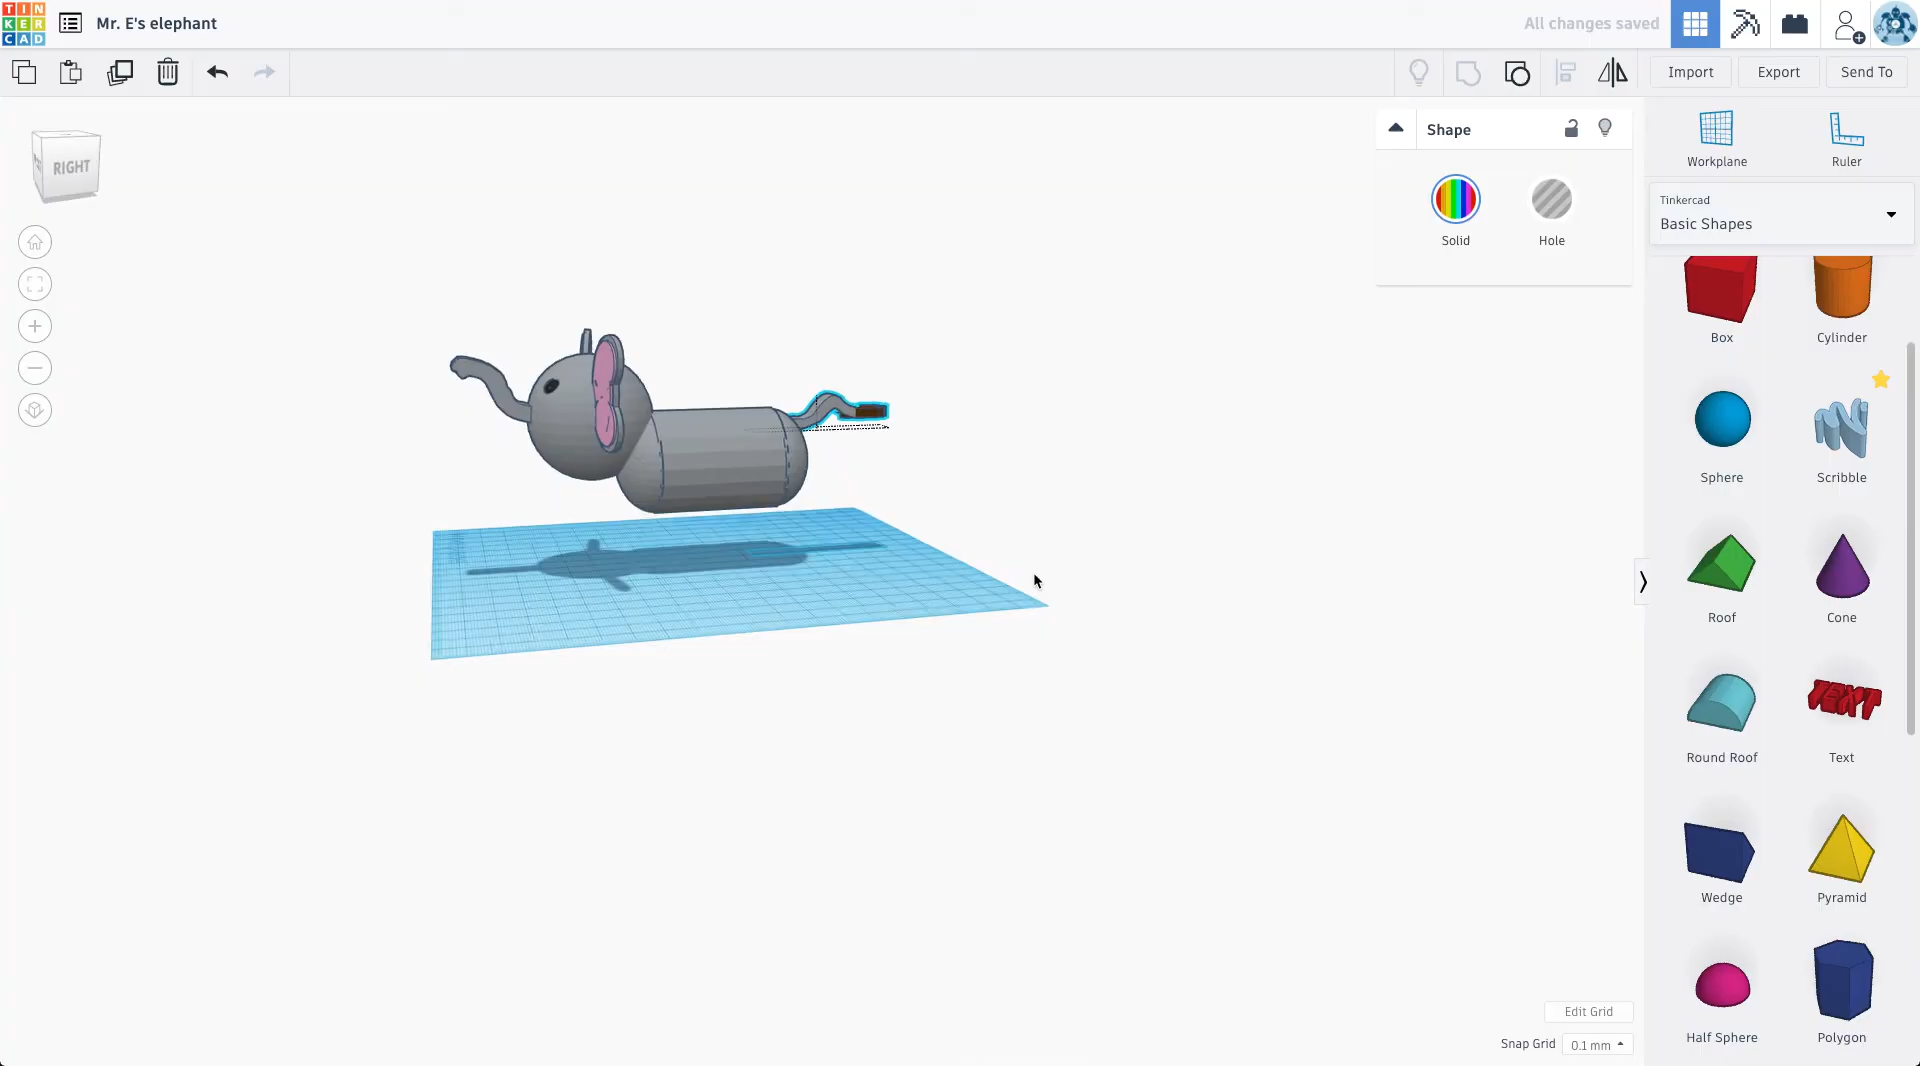 TIN
KER
CAD
Mr. E's elephant
All changes saved
Import
Export
Send To
RIGHT
Shape
Solid
Hole
Workplane
Ruler
Tinkercad
Basic Shapes
Box
Cylinder
Sphere
Scribble
Roof
Cone
Round Roof
TEXT
Text
Wedge
Pyramid
Half Sphere
Polygon
Edit Grid
Snap Grid 0.1 mm